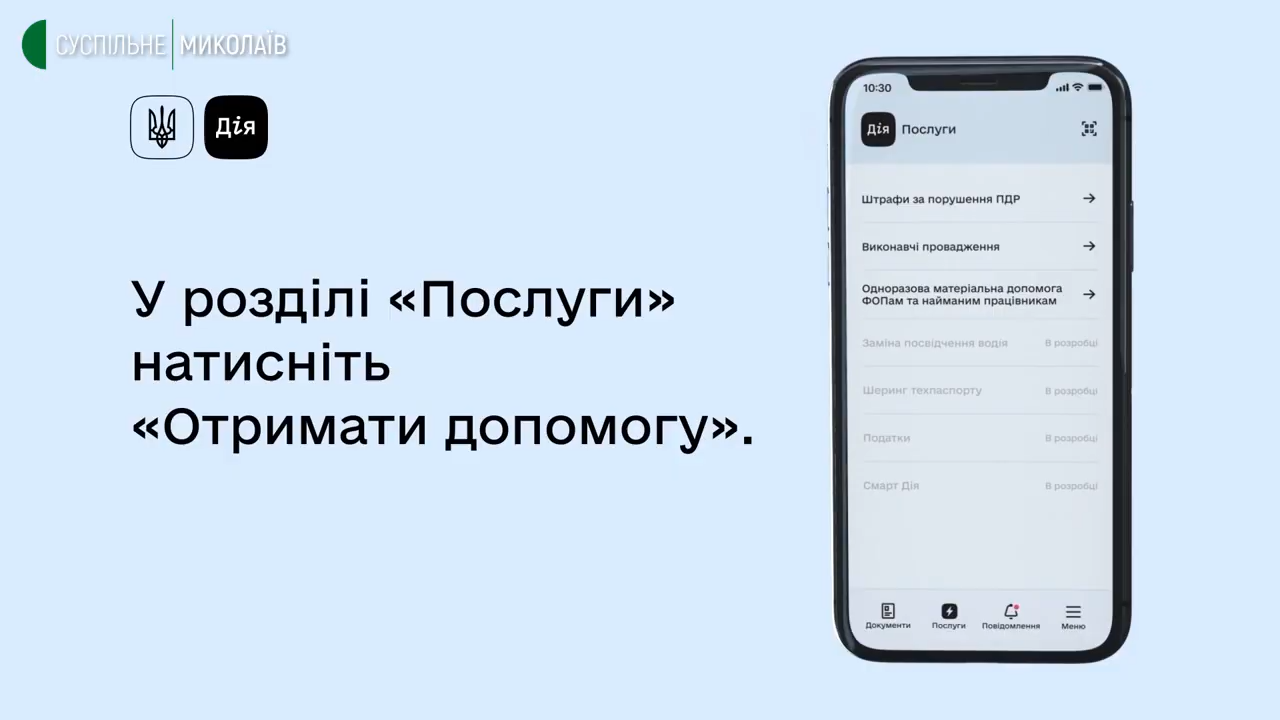 СУСПІЛЬНЕ МИКОЛАЇВ
Дія
У розділі «Послуги»
натисніть
«Отримати допомогу».
10:30
Дія Послуги
Штрафи за порушення ПДР
Виконавчі провадження
Одноразова матеріальна допомога
ФОПам та найманим працівникам
Заміна посвідчення водія В розробці
Шеринг техпаспорту В розробці
Податки В розробці
Смарт Дія В розробці
Документи Послуги Повідомлення Меню